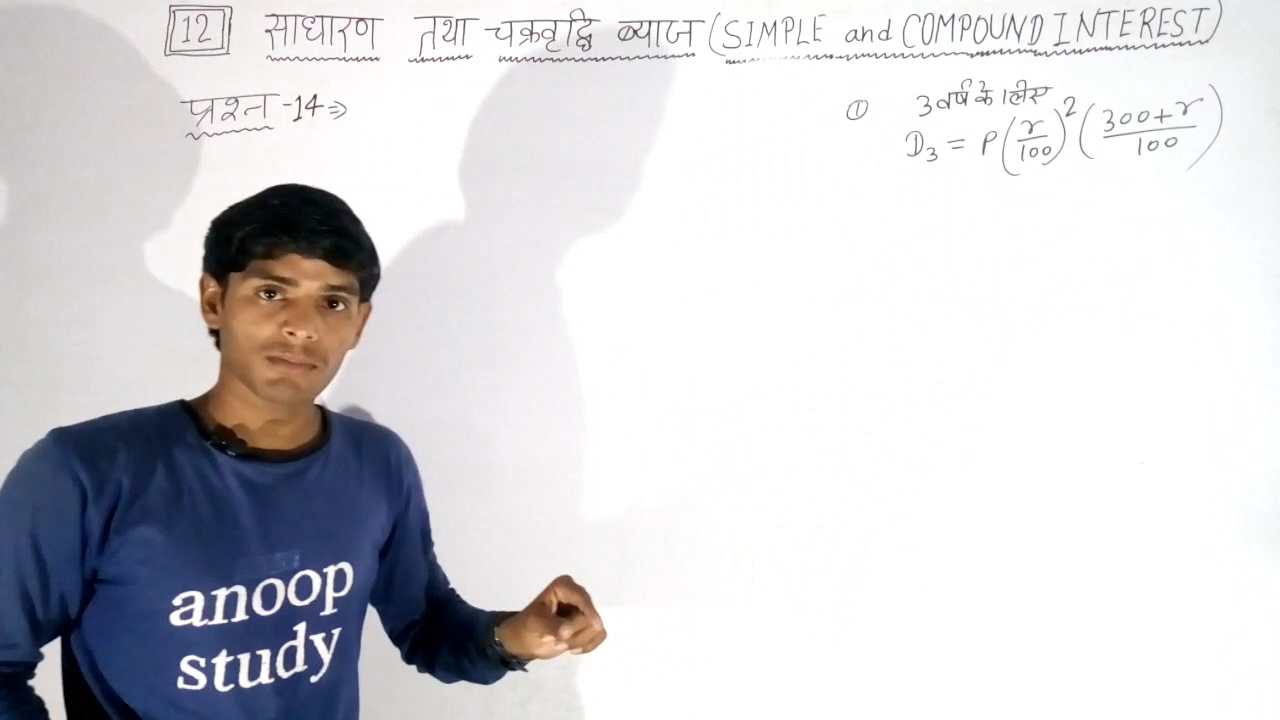 12 साधारण तथा चक्रवृद्धि ब्याज (SIMPLE and COMPOUND INTEREST)
प्रश्न -14⇒
① 3 वर्ष के लिए
D₃ = P(r/100)²((300+r)/100)
anoop
study